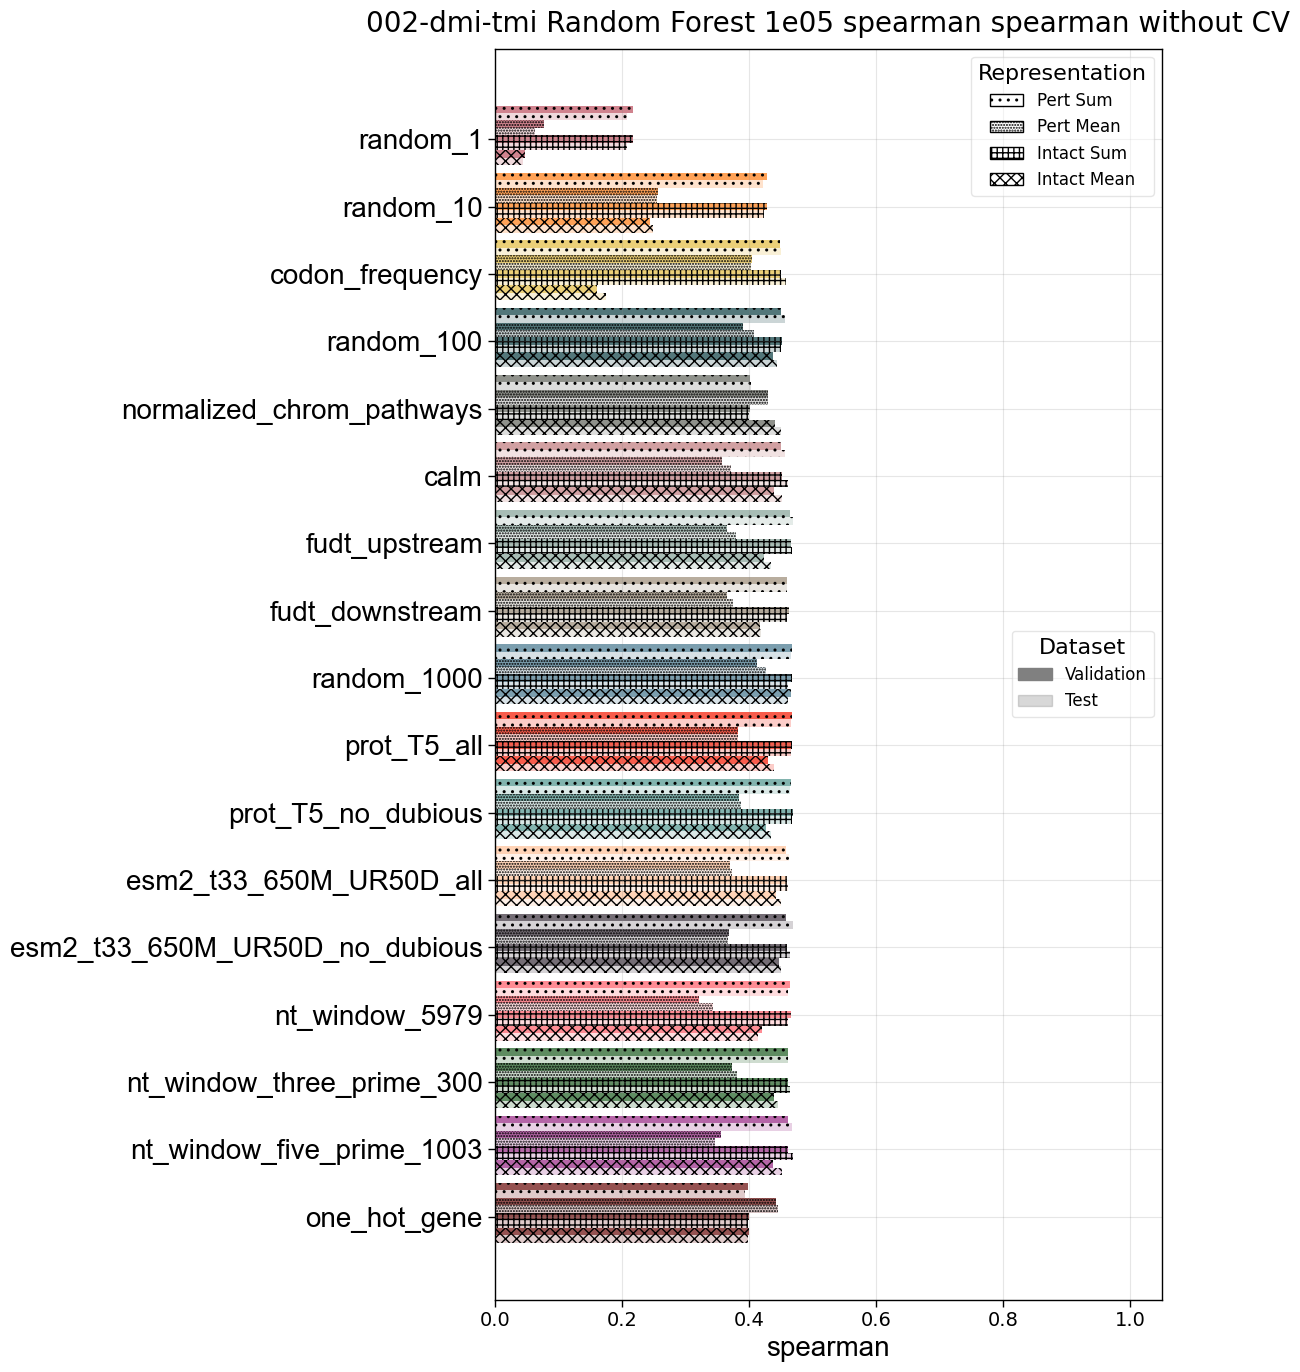 002-dmi-tmi Random Forest 1e05 spearman spearman without CV
Representation
Pert Sum
Pert Mean
Intact Sum
Intact Mean
random_1
random_10
codon_frequency
random_100
normalized_chrom_pathways
calm
fudt_upstream
fudt_downstream
random_1000
Dataset
Validation
Test
prot_T5_all
prot_T5_no_dubious
esm2_t33_650M_UR50D_all
esm2_t33_650M_UR50D_no_dubious
nt_window_5979
nt_window_three_prime_300
nt_window_five_prime_1003
one_hot_gene
0.0 0.2 0.4 0.6 0.8 1.0
spearman